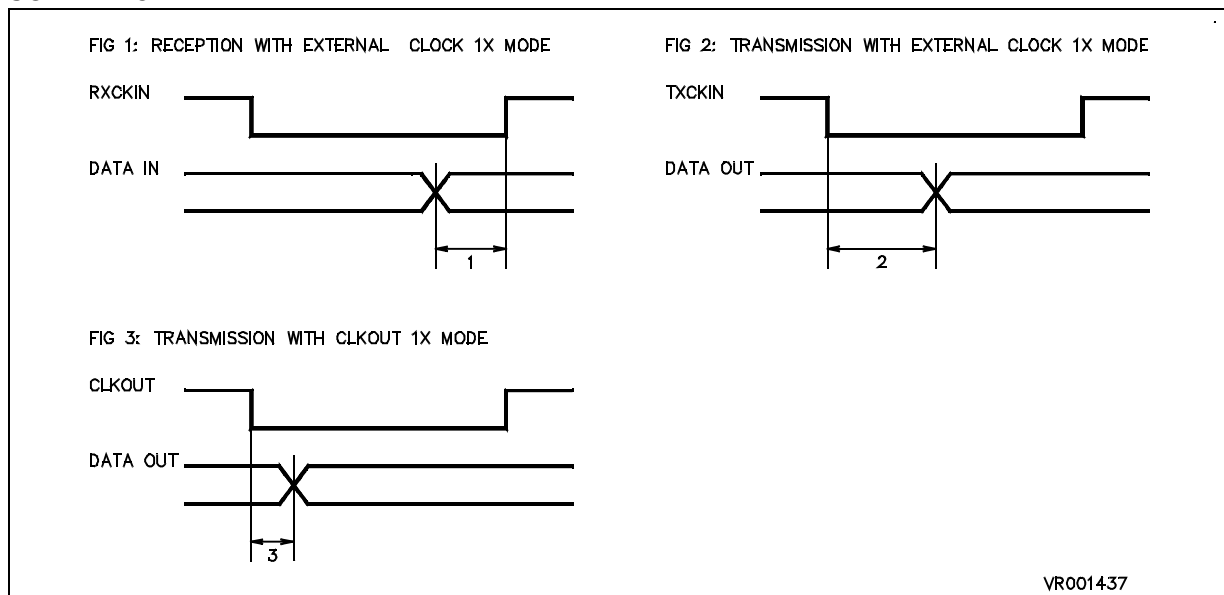 FIG 1: RECEPTION WITH EXTERNAL CLOCK 1X MODE
RXCKIN
DATA IN
1
FIG 2: TRANSMISSION WITH EXTERNAL CLOCK 1X MODE
TXCKIN
DATA OUT
2
FIG 3: TRANSMISSION WITH CLKOUT 1X MODE
CLKOUT
DATA OUT
3
VR001437